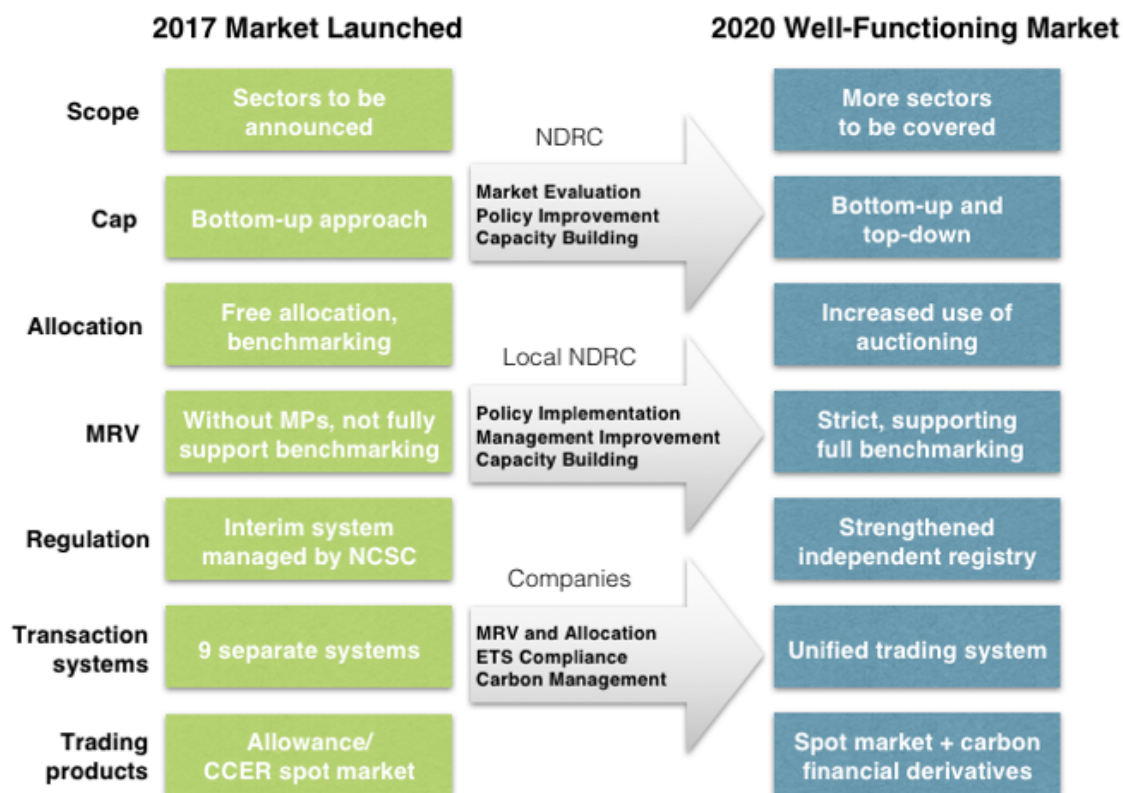 2017 Market Launched
2020 Well-Functioning Market
Scope
Sectors to be
announced
More sectors
to be covered
NDRC
Market Evaluation
Policy Improvement
Capacity Building
Cap
Bottom-up approach
Bottom-up and
top-down
Allocation
Free allocation,
benchmarking
Increased use of
auctioning
Local NDRC
Policy Implementation
Management Improvement
Capacity Building
MRV
Without MPs, not fully
support benchmarking
Strict, supporting
full benchmarking
Regulation
Interim system
managed by NCSC
Strengthened
independent registry
Companies
MRV and Allocation
ETS Compliance
Carbon Management
Transaction
systems
9 separate systems
Unified trading system
Trading
products
Allowance/
CCER spot market
Spot market + carbon
financial derivatives